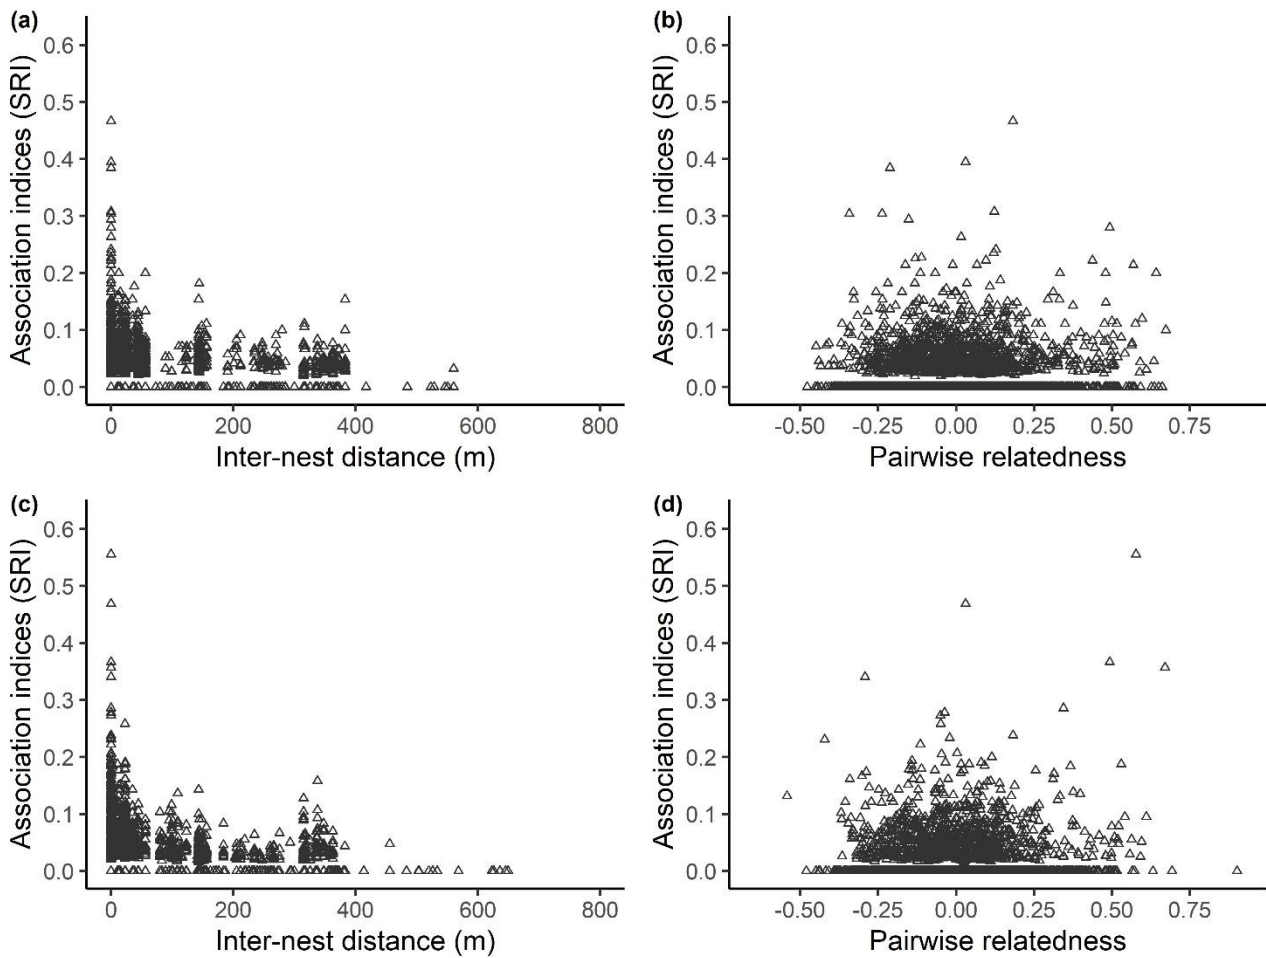 (a)
Association indices (SRI)
0.6
0.5
0.4
0.3
0.2
0.1
0.0
0 200 400 600 800
Inter-nest distance (m)
(b)
Association indices (SRI)
0.6
0.5
0.4
0.3
0.2
0.1
0.0
-0.50 -0.25 0.00 0.25 0.50 0.75
Pairwise relatedness
(c)
Association indices (SRI)
0.6
0.5
0.4
0.3
0.2
0.1
0.0
0 200 400 600 800
Inter-nest distance (m)
(d)
Association indices (SRI)
0.6
0.5
0.4
0.3
0.2
0.1
0.0
-0.50 -0.25 0.00 0.25 0.50 0.75
Pairwise relatedness